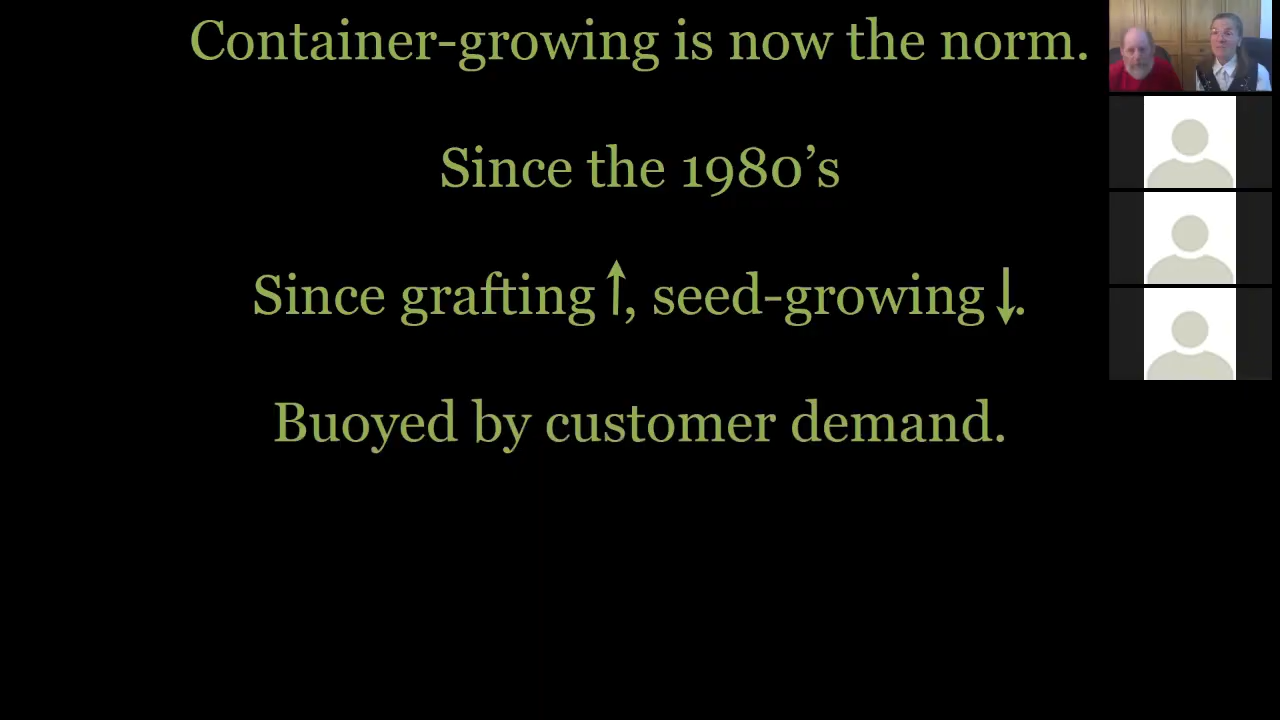 Container-growing is now the norm.
Since the 1980’s
Since grafting↑, seed-growing↓.
Buoyed by customer demand.